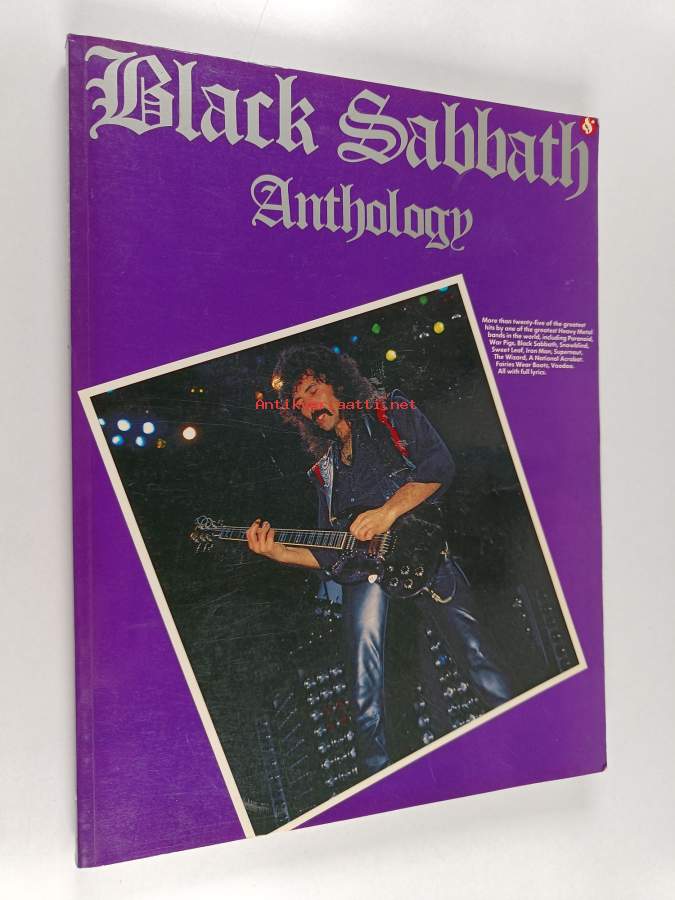 Black Sabbath
Anthology
More than twenty-five of the greatest
hits by one of the greatest Heavy Metal
bands in the world, including Paranoid,
War Pigs, Black Sabbath, Snowblind,
Sweet Leaf, Iron Man, Supernaut,
The Wizard, A National Acrobat,
Fairies Wear Boots, Voodoo.
All with full lyrics.
Antikvariaatti.net